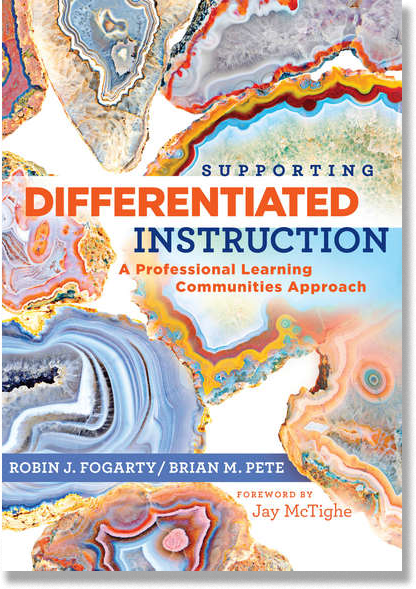 SUPPORTING
DIFFERENTIATED
INSTRUCTION
A Professional Learning
Communities Approach
ROBIN J. FOGARTY/BRIAN M. PETE
FOREWORD BY
Jay McTighe